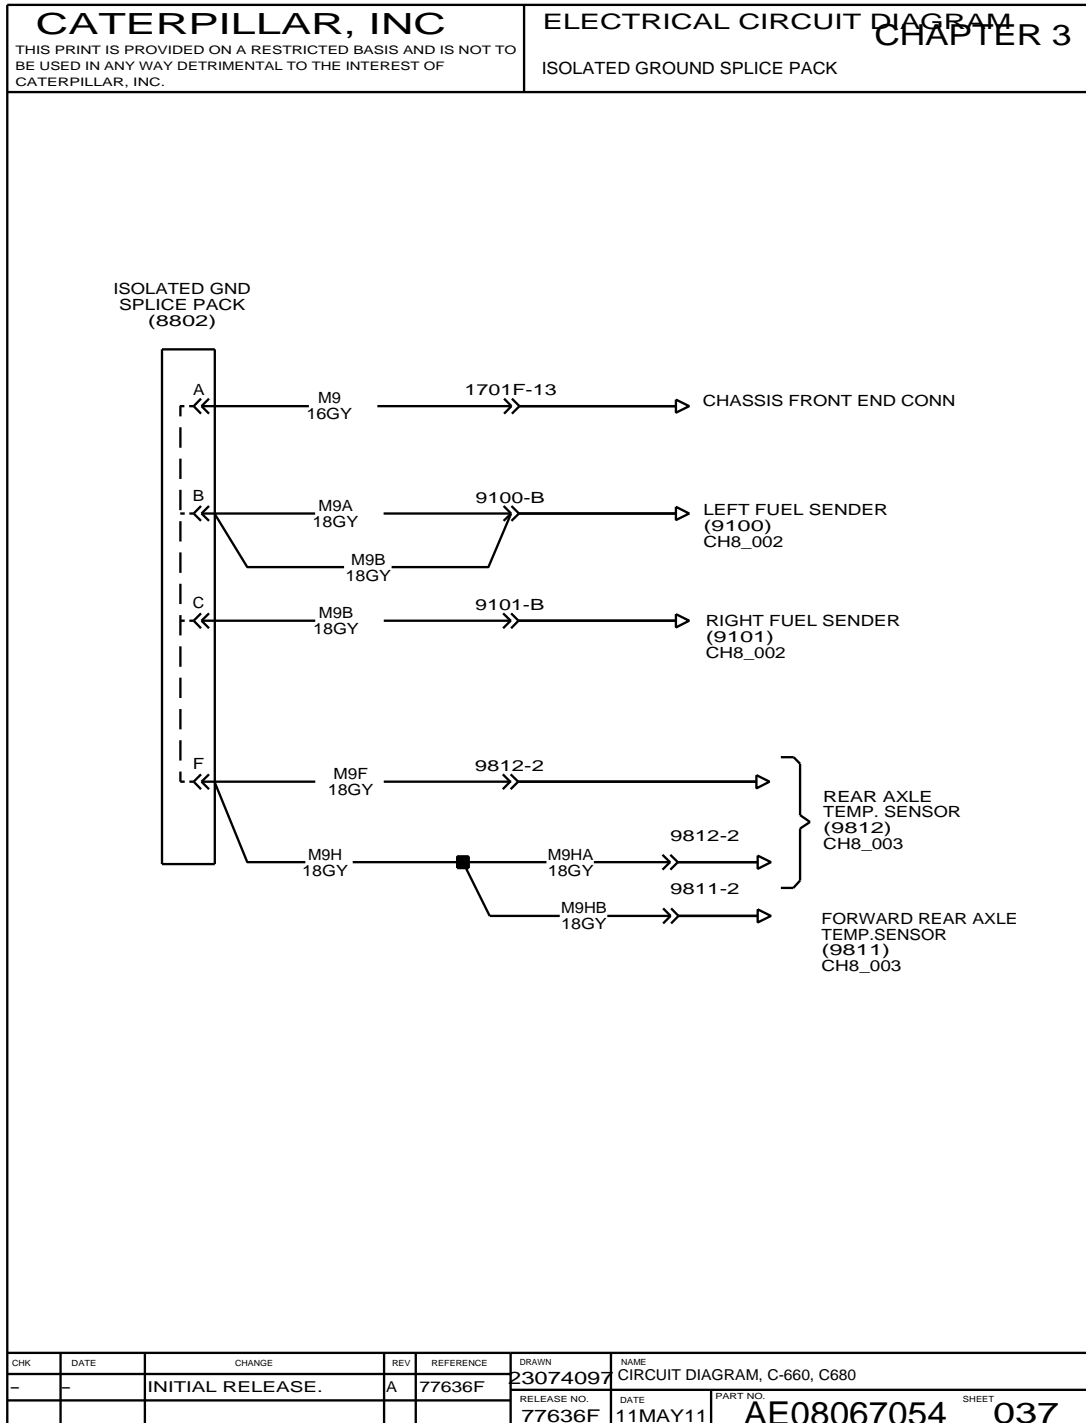 CATERPILLAR, INC
THIS PRINT IS PROVIDED ON A RESTRICTED BASIS AND IS NOT TO
BE USED IN ANY WAY DETRIMENTAL TO THE INTEREST OF
CATERPILLAR, INC.
ELECTRICAL CIRCUIT DIAGRAM
CHAPTER 3
ISOLATED GROUND SPLICE PACK
ISOLATED GND
SPLICE PACK
(8802)
A
M9
16GY
1701F-13
CHASSIS FRONT END CONN
B
M9A
18GY
9100-B
LEFT FUEL SENDER
(9100)
CH8_002
M9B
18GY
C
M9B
18GY
9101-B
RIGHT FUEL SENDER
(9101)
CH8_002
F
M9F
18GY
9812-2
REAR AXLE
TEMP. SENSOR
(9812)
CH8_003
M9H
18GY
M9HA
18GY
9812-2
M9HB
18GY
9811-2
FORWARD REAR AXLE
TEMP.SENSOR
(9811)
CH8_003
CHK DATE CHANGE REV REFERENCE
- - INITIAL RELEASE. A 77636F
DRAWN
23074097
NAME
CIRCUIT DIAGRAM, C-660, C680
RELEASE NO.
77636F
DATE
11MAY11
PART NO.
AE08067054
SHEET
037